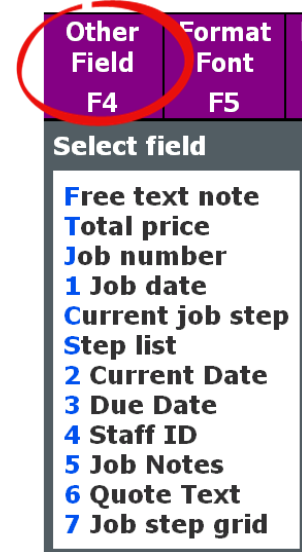 Other Field F4
Format Font F5
Select field
Free text note
Total price
Job number
1 Job date
Current job step
Step list
2 Current Date
3 Due Date
4 Staff ID
5 Job Notes
6 Quote Text
7 Job step grid